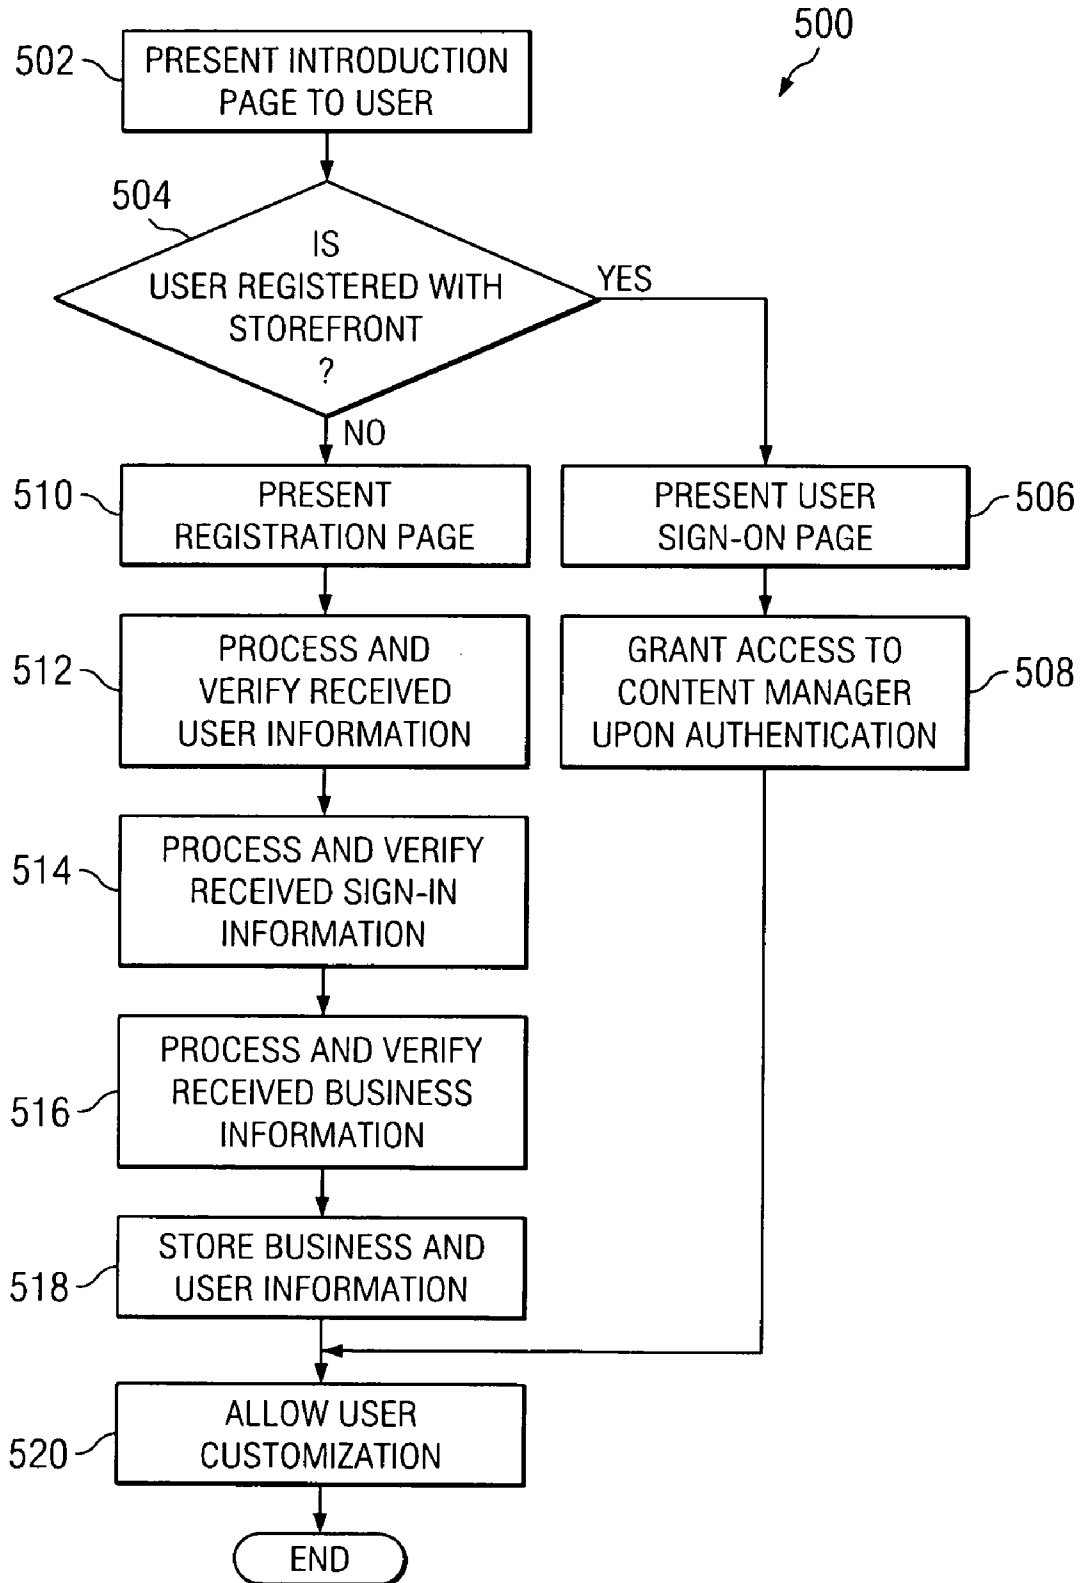 500
502
PRESENT INTRODUCTION
PAGE TO USER
504
IS
USER REGISTERED WITH
STOREFRONT
?
YES
NO
510
PRESENT
REGISTRATION PAGE
PRESENT USER
SIGN-ON PAGE
506
512
PROCESS AND
VERIFY RECEIVED
USER INFORMATION
GRANT ACCESS TO
CONTENT MANAGER
UPON AUTHENTICATION
508
514
PROCESS AND VERIFY
RECEIVED SIGN-IN
INFORMATION
516
PROCESS AND VERIFY
RECEIVED BUSINESS
INFORMATION
518
STORE BUSINESS AND
USER INFORMATION
520
ALLOW USER
CUSTOMIZATION
END